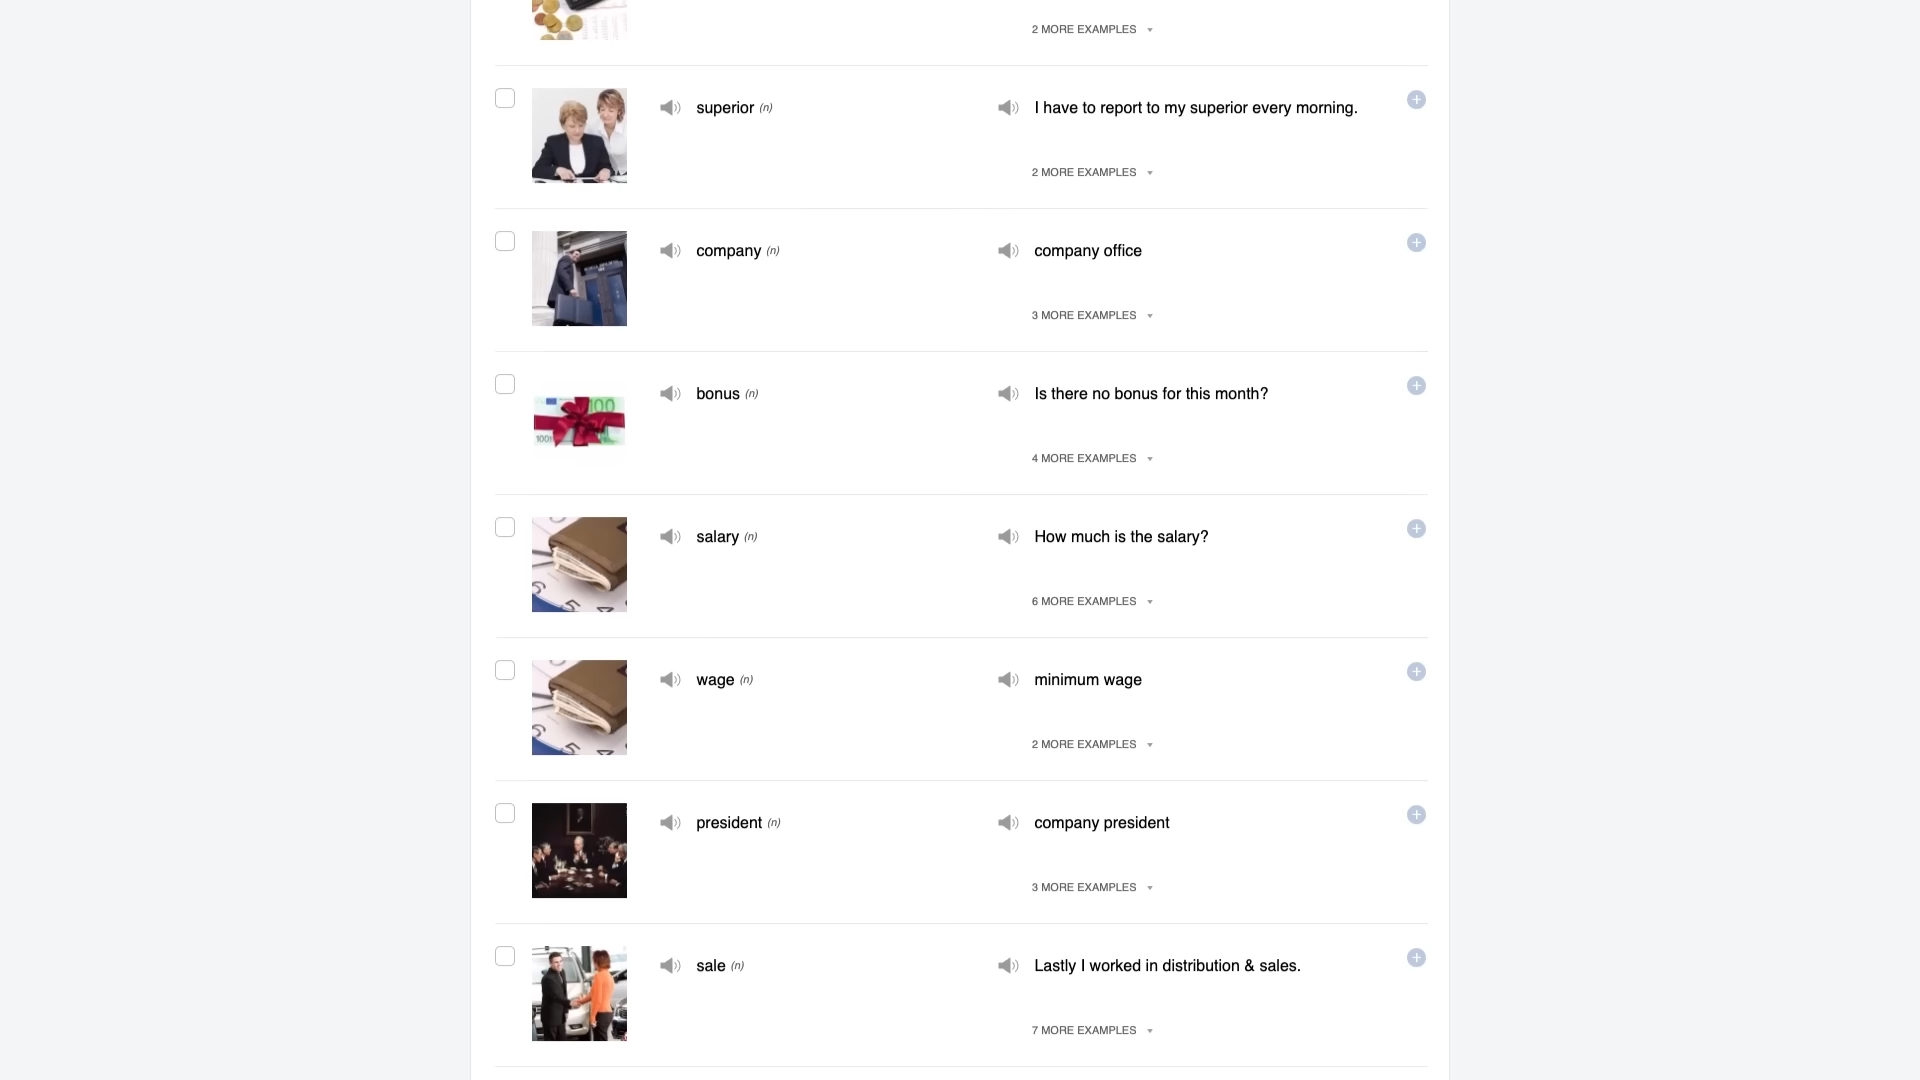 2 MORE EXAMPLES
superior (n)
I have to report to my superior every morning.
2 MORE EXAMPLES
company (n)
company office
3 MORE EXAMPLES
bonus (n)
Is there no bonus for this month?
4 MORE EXAMPLES
salary (n)
How much is the salary?
6 MORE EXAMPLES
wage (n)
minimum wage
2 MORE EXAMPLES
president (n)
company president
3 MORE EXAMPLES
sale (n)
Lastly I worked in distribution & sales.
7 MORE EXAMPLES